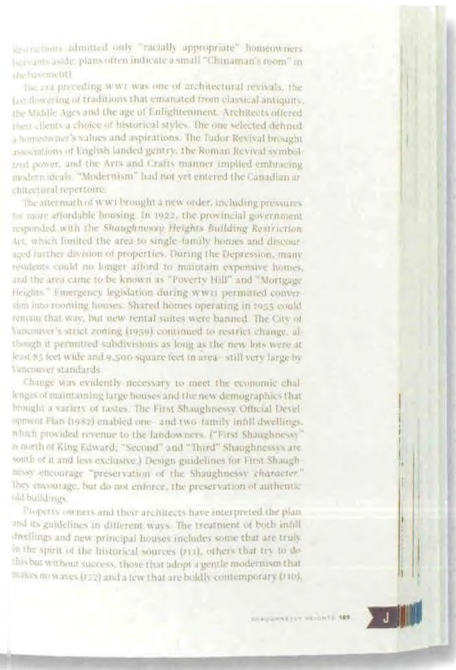 Restrictions admitted only "racially appropriate" homeowners
(servants aside; plans often indicate a small "Chinaman's room" in
the basement).
The era preceding WWI was one of architectural revivals, the
last flowering of traditions that emanated from classical antiquity,
the Middle Ages and the age of Enlightenment. Architects offered
their clients a choice of historical styles. The one selected defined
a homeowner's values and aspirations. The Tudor Revival brought
associations of English landed gentry, the Roman Revival symbol-
ized power, and the Arts and Crafts manner implied embracing
modern ideals. "Modernism" had not yet entered the Canadian ar
chitectural repertoire.
The aftermath of WWI brought a new order, including pressures
for more affordable housing. In 1922, the provincial government
responded with the Shaughnessy Heights Building Restriction
Act, which limited the area to single-family homes and discour
aged further division of properties. During the Depression, many
residents could no longer afford to maintain expensive homes,
and the area came to be known as "Poverty Hill" and "Mortgage
Heights." Emergency legislation during WWII permitted conver-
sion into rooming houses. Shared homes operating in 1955 could
remain that way, but new rental suites were banned. The City of
Vancouver's strict zoning (1959) continued to restrict change, al-
though it permitted subdivisions as long as the new lots were at
least 85 feet wide and 9,500 square feet in area– still very large by
Vancouver standards.
Change was evidently necessary to meet the economic chal-
lenges of maintaining large houses and the new demographics that
brought a variety of tastes. The First Shaughnessy Official Devel-
opment Plan (1982) enabled one- and two-family infill dwellings,
which provided revenue to the landowners. ("First Shaughnessy"
is north of King Edward; "Second" and "Third" Shaughnessys are
south of it and less exclusive.) Design guidelines for First Shaugh-
nessy encourage "preservation of the Shaughnessy character."
They encourage, but do not enforce, the preservation of authentic
old buildings.
Property owners and their architects have interpreted the plan
and its guidelines in different ways. The treatment of both infill
dwellings and new principal houses includes some that are truly
in the spirit of the historical sources (J11), others that try to do
this but without success, those that adopt a gentle modernism that
makes no waves (J22) and a few that are boldly contemporary (J10),
SHAUGHNESSY HEIGHTS 189
J